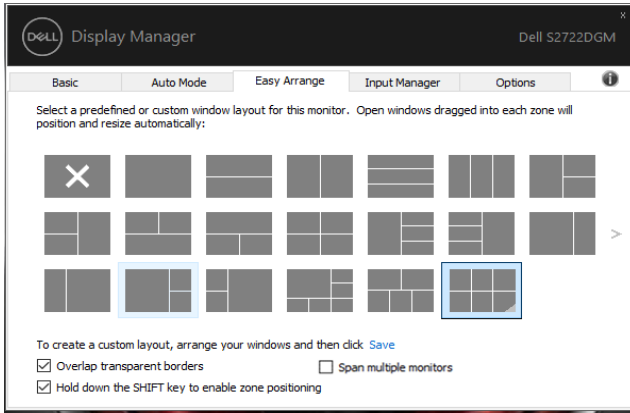 x
DELL Display Manager Dell S2722DGM
Basic Auto Mode Easy Arrange Input Manager Options i
Select a predefined or custom window layout for this monitor. Open windows dragged into each zone will
position and resize automatically:
>
To create a custom layout, arrange your windows and then click Save
Overlap transparent borders Span multiple monitors
Hold down the SHIFT key to enable zone positioning